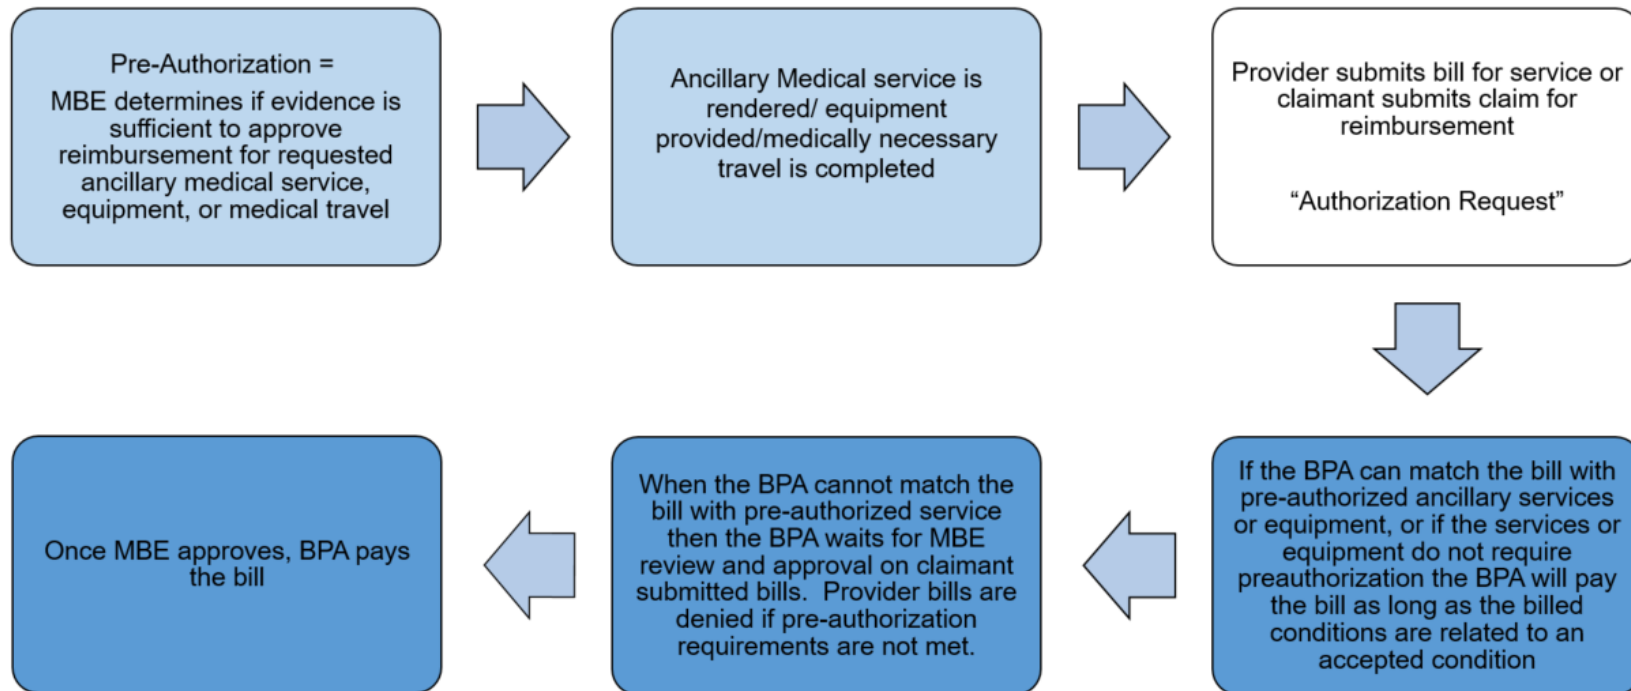 Pre-Authorization =
MBE determines if evidence is
sufficient to approve
reimbursement for requested
ancillary medical service,
equipment, or medical travel
Ancillary Medical service is
rendered/ equipment
provided/medically necessary
travel is completed
Provider submits bill for service or
claimant submits claim for
reimbursement
“Authorization Request”
If the BPA can match the bill with
pre-authorized ancillary services
or equipment, or if the services or
equipment do not require
preauthorization the BPA will pay
the bill as long as the billed
conditions are related to an
accepted condition
When the BPA cannot match the
bill with pre-authorized service
then the BPA waits for MBE
review and approval on claimant
submitted bills.  Provider bills are
denied if pre-authorization
requirements are not met.
Once MBE approves, BPA pays
the bill